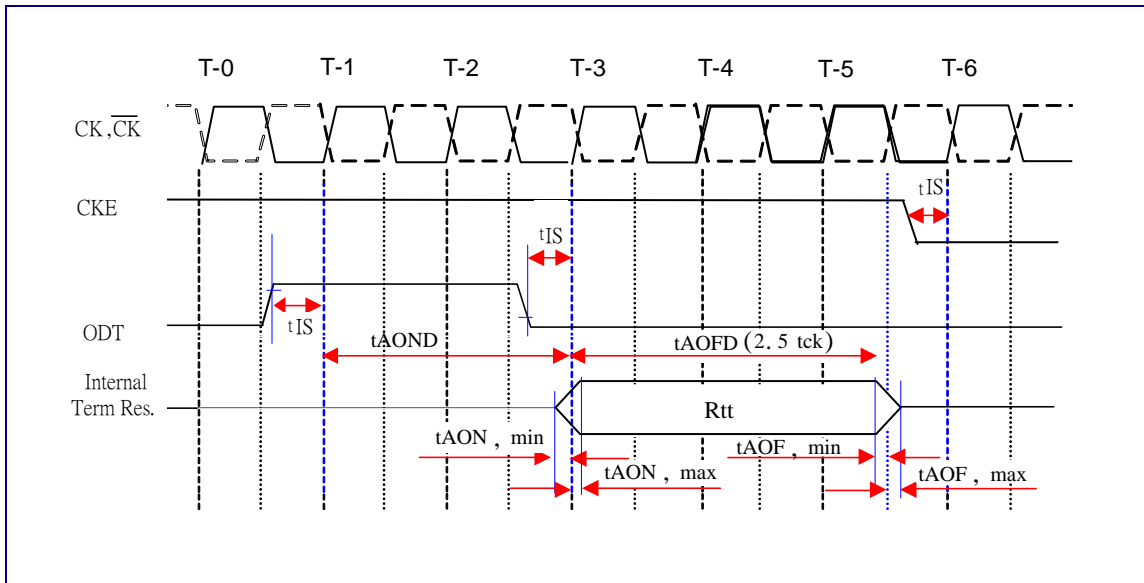 T-0 T-1 T-2 T-3 T-4 T-5 T-6
CK,C̅K̅
CKE
tIS
tIS
tIS
ODT
tAOND
tAOFD (2.5 tck)
Internal
Term Res.
Rtt
tAON , min
tAOF , min
tAON , max
tAOF , max